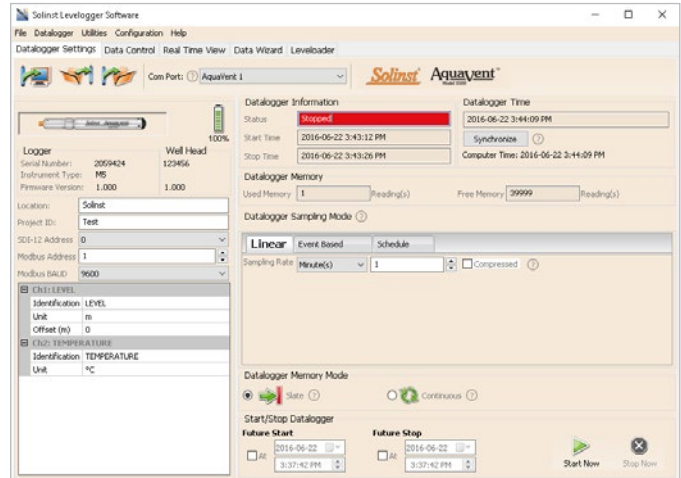 Solinst Levelogger Software
File Datalogger Utilities Configuration Help
Datalogger Settings Data Control Real Time View Data Wizard Leveloader
Com Port: ? AquaVent 1
Solinst Aquavent
100%
Logger Well Head
Serial Number: 2059424 123456
Instrument Type: M5
Firmware Version: 1.000 1.000
Location: Solinst
Project ID: Test
SDI-12 Address 0
Modbus Address 1
Modbus BAUD 9600
Ch1: LEVEL
Identification LEVEL
Unit m
Offset (m) 0
Ch2: TEMPERATURE
Identification TEMPERATURE
Unit °C
Datalogger Information
Status Stopped
Start Time 2016-06-22 3:43:12 PM
Stop Time 2016-06-22 3:43:26 PM
Datalogger Time
2016-06-22 3:44:09 PM
Synchronize ?
Computer Time: 2016-06-22 3:44:09 PM
Datalogger Memory
Used Memory 1 Reading(s) Free Memory 39999 Reading(s)
Datalogger Sampling Mode ?
Linear Event Based Schedule
Sampling Rate Minute(s) 1 Compressed ?
Datalogger Memory Mode
Slate ? Continuous ?
Start/Stop Datalogger
Future Start Future Stop
At 2016-06-22 At 2016-06-22
3:37:42 PM 3:37:42 PM
Start Now Stop Now